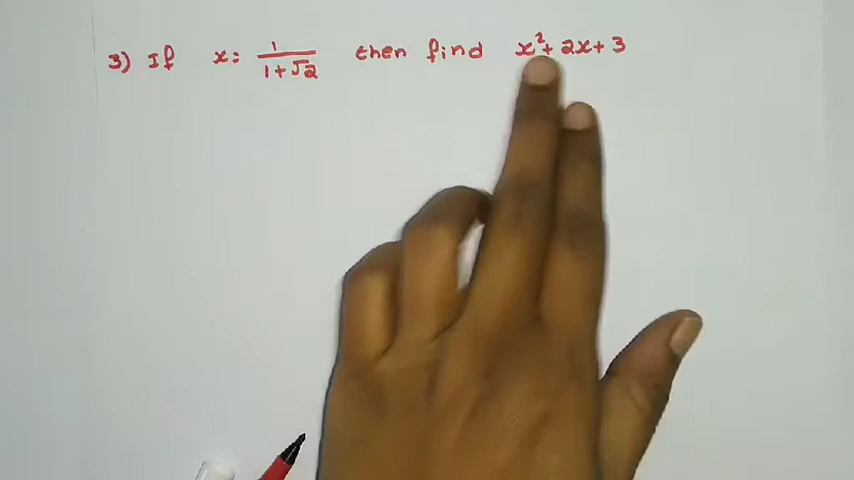 3) If x = 1/(1+√2) then find x² + 2x + 3